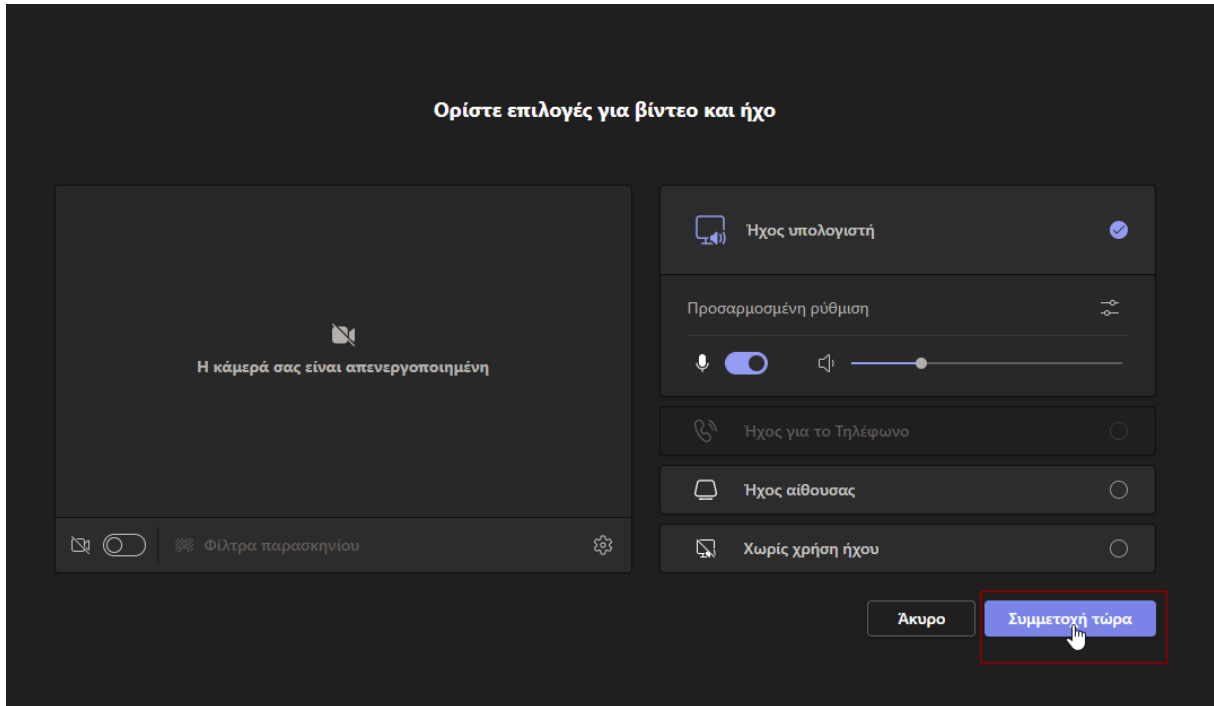 Ορίστε επιλογές για βίντεο και ήχο
Η κάμερά σας είναι απενεργοποιημένη
Φίλτρα παρασκηνίου
Ήχος υπολογιστή
Προσαρμοσμένη ρύθμιση
Ήχος για το Τηλέφωνο
Ήχος αίθουσας
Χωρίς χρήση ήχου
Άκυρο
Συμμετοχή τώρα